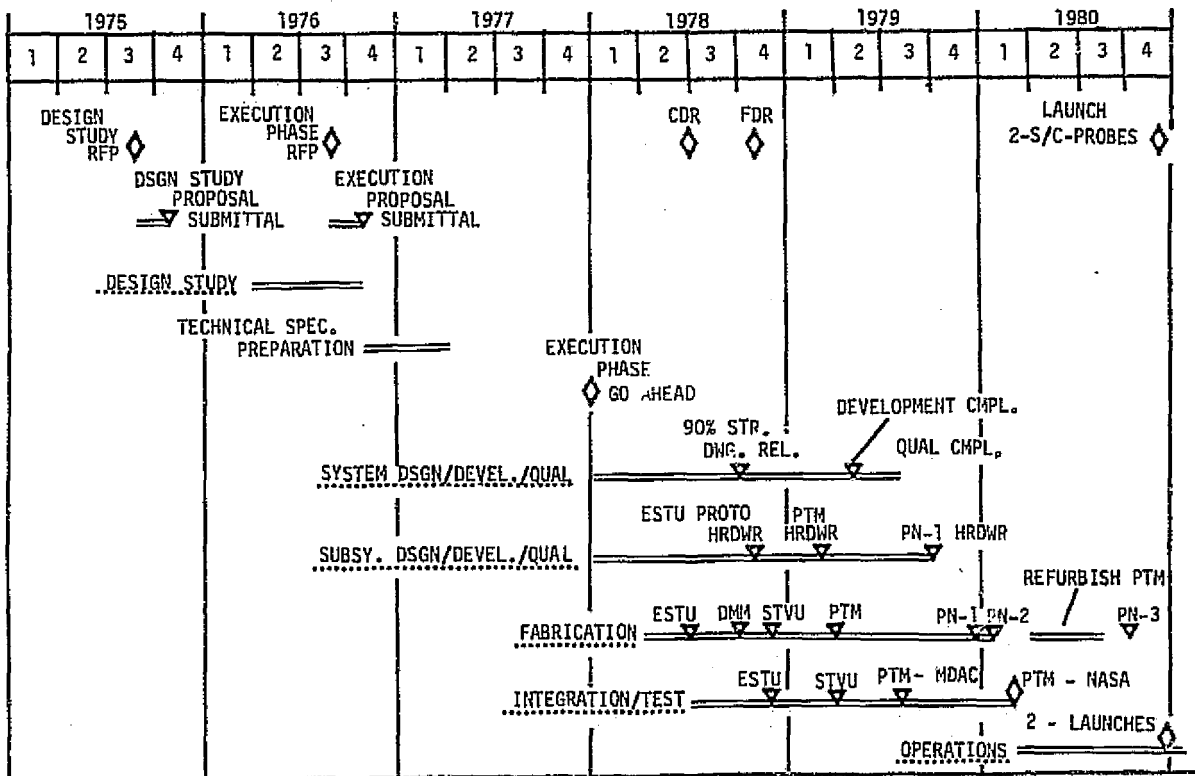 1975 1976 1977 1978 1979 1980
1 2 3 4 1 2 3 4 1 2 3 4 1 2 3 4 1 2 3 4
DESIGN
STUDY
RFP
EXECUTION
PHASE
RFP
CDR FDR
LAUNCH
2-S/C-PROBES
DSGN STUDY
PROPOSAL
SUBMITTAL
EXECUTION
PROPOSAL
SUBMITTAL
DESIGN STUDY
TECHNICAL SPEC.
PREPARATION
EXECUTION
PHASE
GO AHEAD
90% STR.
DWG. REL.
DEVELOPMENT CMPL.
QUAL CMPL.
SYSTEM DSGN/DEVEL./QUAL
ESTU PROTO
HRDWR
PTM
HRDWR
PN-1 HRDWR
SUBSY. DSGN/DEVEL./QUAL
REFURBISH PTM
ESTU DMM STVU PTM PN-1 PN-2 PN-3
FABRICATION
ESTU STVU PTM- MDAC PTM - NASA
INTEGRATION/TEST
2 - LAUNCHES
OPERATIONS